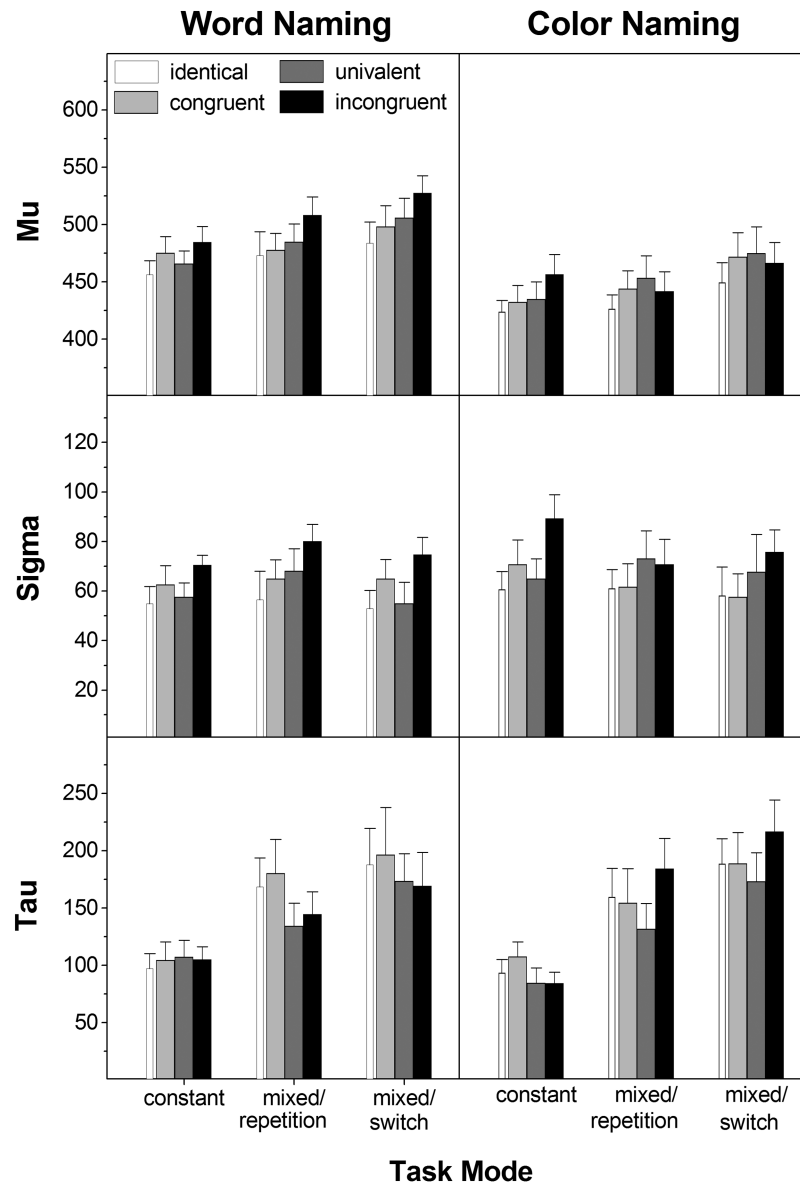 Word Naming
Color Naming
identical
univalent
congruent
incongruent
Mu
600
550
500
450
400
Sigma
120
100
80
60
40
20
Tau
250
200
150
100
50
constant
mixed/
repetition
mixed/
switch
constant
mixed/
repetition
mixed/
switch
Task Mode